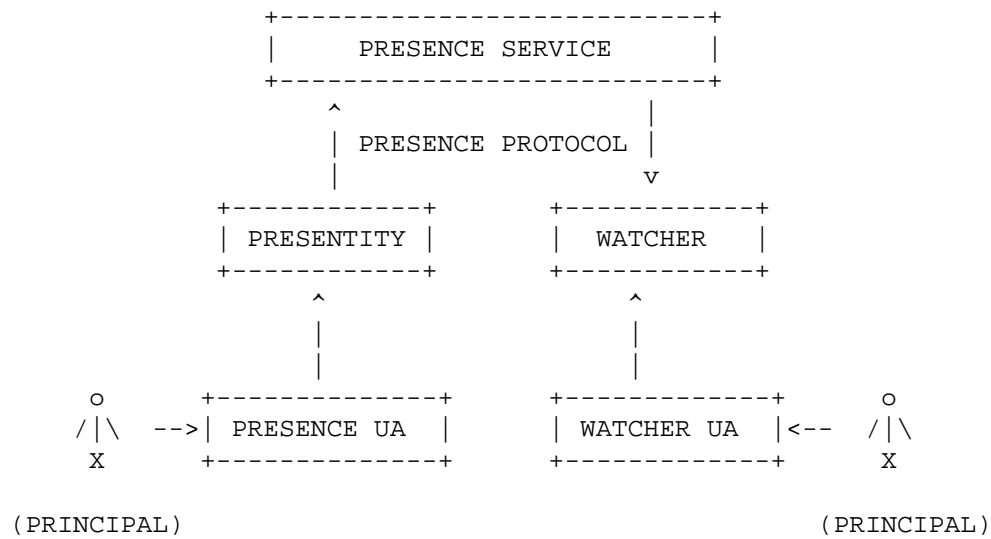 PRESENCE SERVICE
PRESENCE PROTOCOL
PRESENTITY WATCHER
PRESENCE UA WATCHER UA
(PRINCIPAL) (PRINCIPAL)